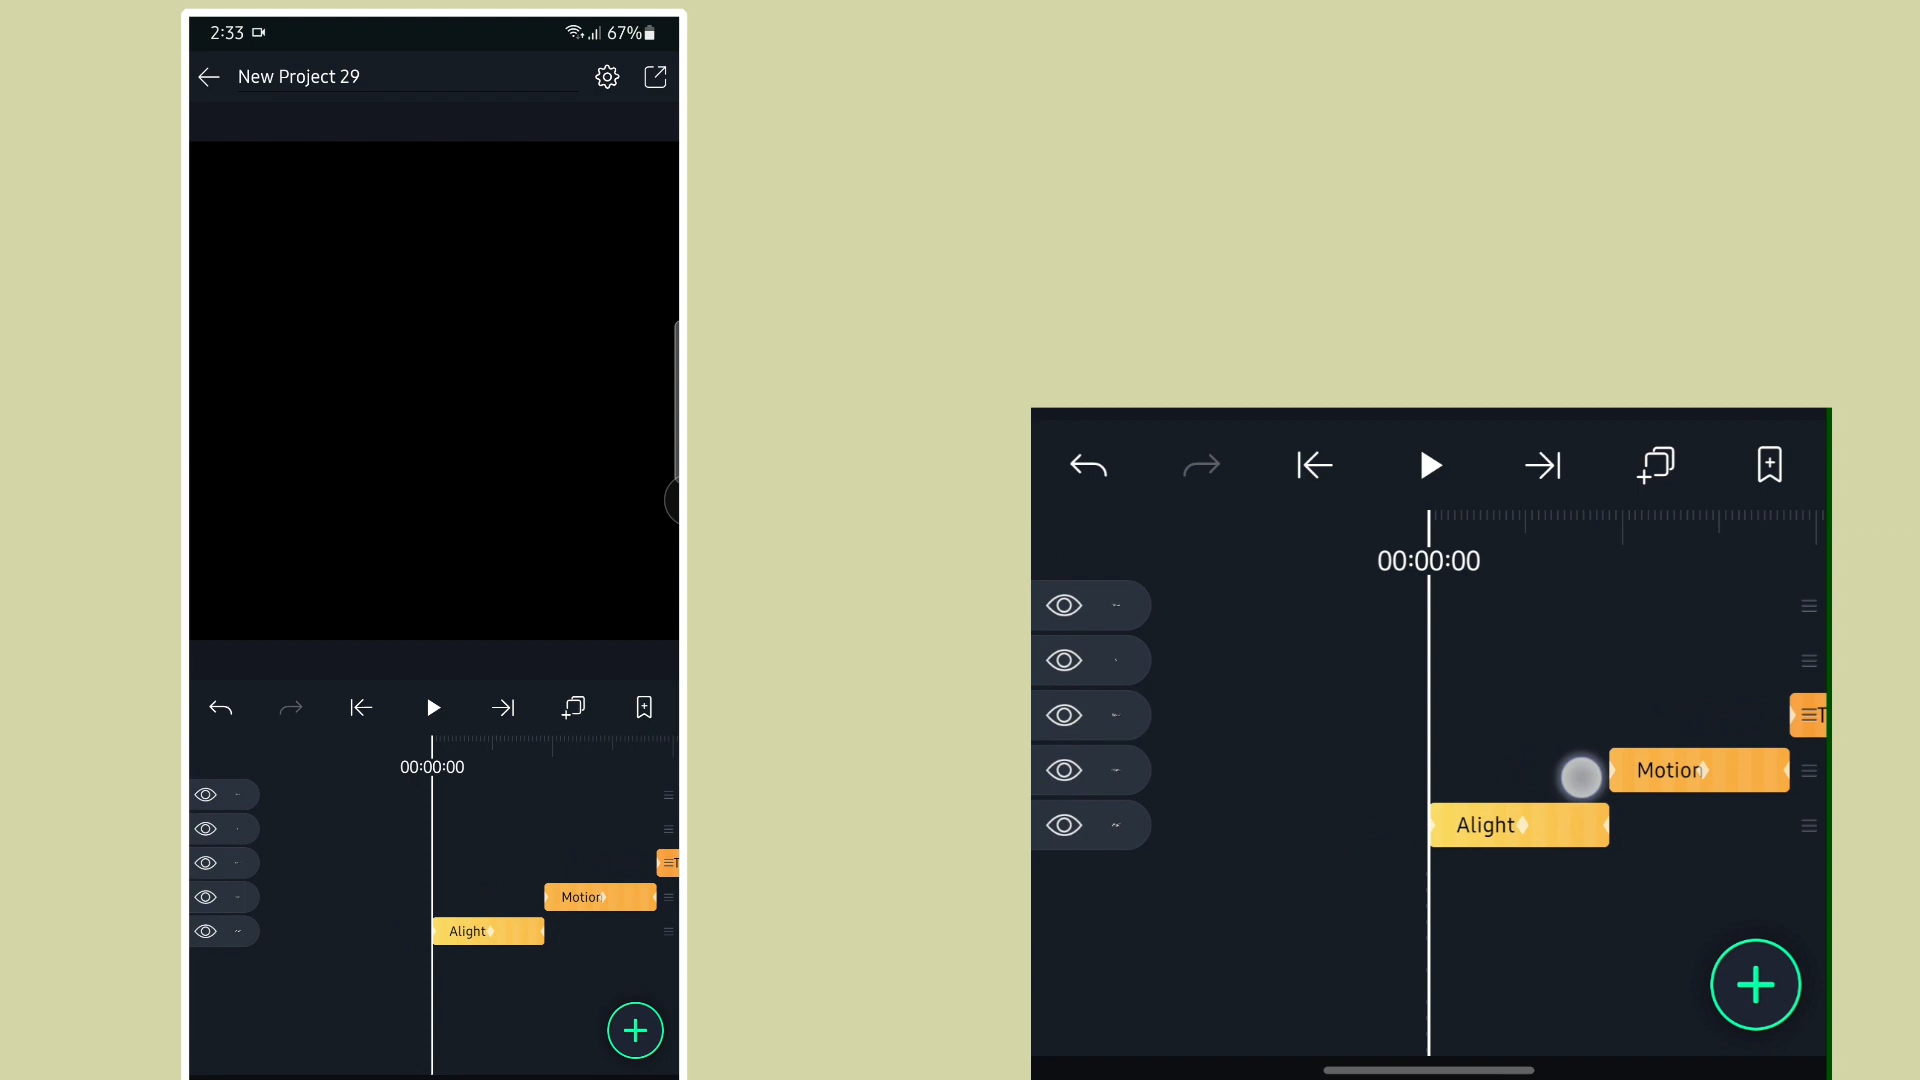 2:33 67%
New Project 29
00:00:00
T
Motion
Alight
00:00:00
T
Motion
Alight